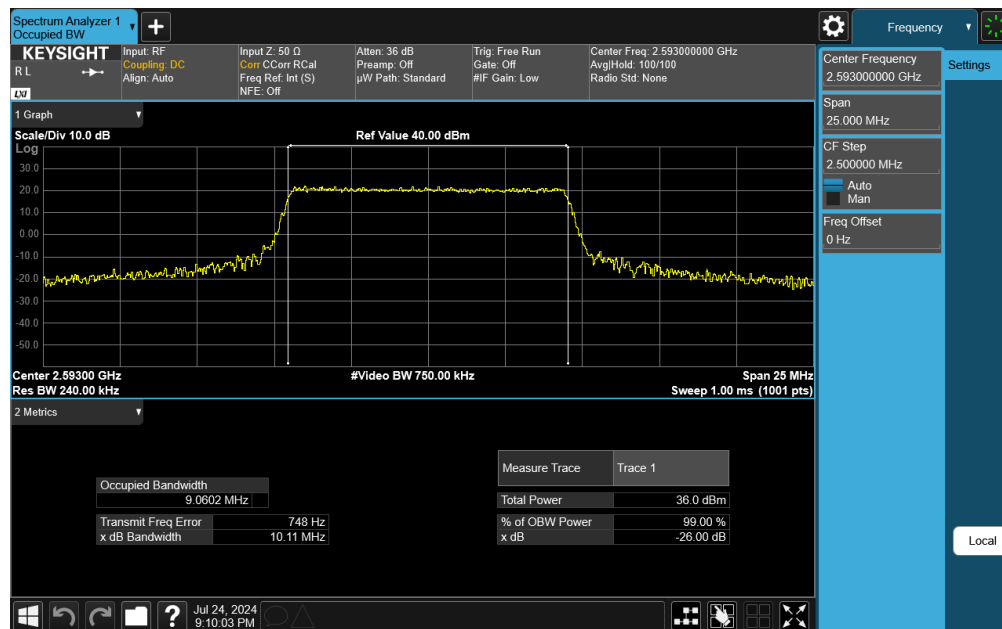 Spectrum Analyzer 1
Occupied BW
Frequency
KEYSIGHT
RL
LXI
Input: RF
Coupling: DC
Align: Auto
Input Z: 50 Ω
Corr CCorr RCal
Freq Ref: Int (S)
NFE: Off
Atten: 36 dB
Preamp: Off
µW Path: Standard
Trig: Free Run
Gate: Off
#IF Gain: Low
Center Freq: 2.593000000 GHz
Avg|Hold: 100/100
Radio Std: None
Center Frequency
2.593000000 GHz
Settings
Span
25.000 MHz
CF Step
2.500000 MHz
Auto
Man
Freq Offset
0 Hz
1 Graph
Scale/Div 10.0 dB
Ref Value 40.00 dBm
Log
30.0
20.0
10.0
0.00
-10.0
-20.0
-30.0
-40.0
-50.0
Center 2.59300 GHz
#Video BW 750.00 kHz
Span 25 MHz
Res BW 240.00 kHz
Sweep 1.00 ms (1001 pts)
2 Metrics
Measure Trace
Trace 1
Occupied Bandwidth
9.0602 MHz
Total Power
36.0 dBm
Transmit Freq Error
748 Hz
% of OBW Power
99.00 %
x dB Bandwidth
10.11 MHz
x dB
-26.00 dB
Local
?
Jul 24, 2024
9:10:03 PM